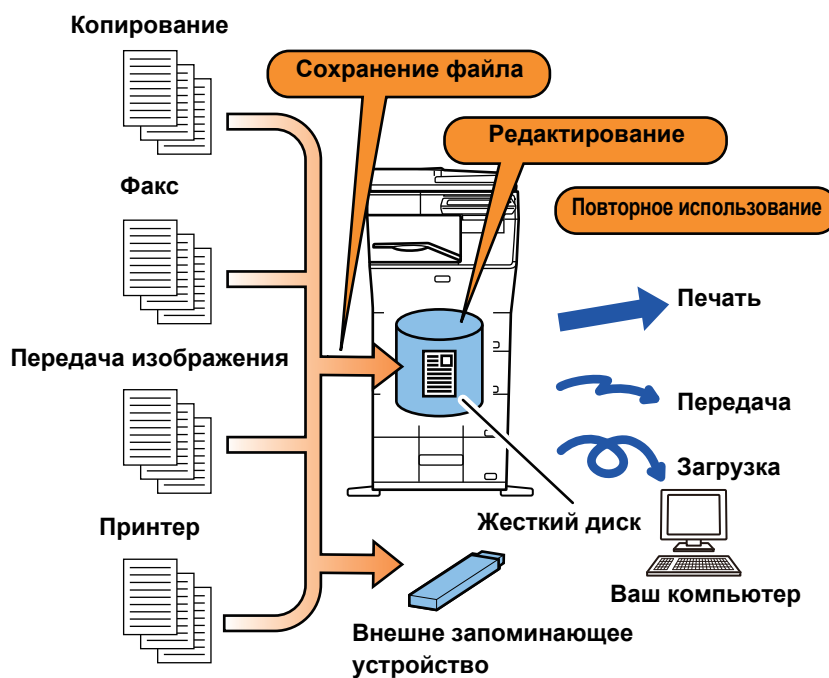 Копирование
Сохранение файла
Редактирование
Факс
Повторное использование
Печать
Передача изображения
Передача
Загрузка
Принтер
Жесткий диск
Ваш компьютер
Внешне запоминающее
устройство